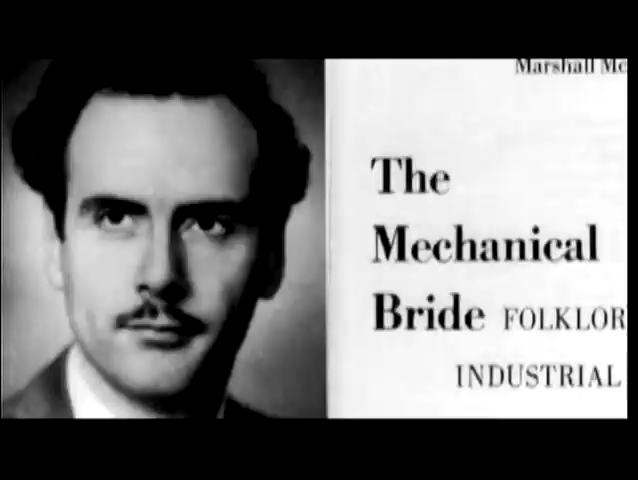 Marshall Mc
The
Mechanical
Bride FOLKLOR
INDUSTRIAL